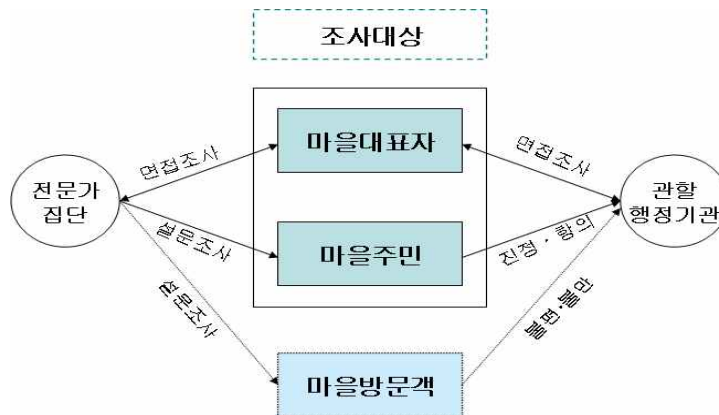 조사대상
마을대표자
면접조사
면접조사
전문가
집단
관할
행정기관
설문조사
마을주민
진정·항의
설문조사
불편·불만
마을방문객